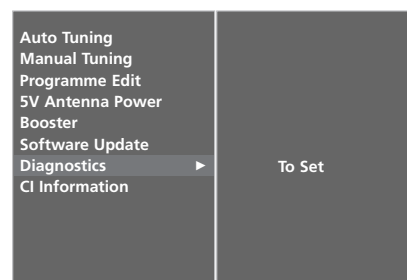 Auto Tuning
Manual Tuning
Programme Edit
5V Antenna Power
Booster
Software Update
Diagnostics ►
To Set
CI Information